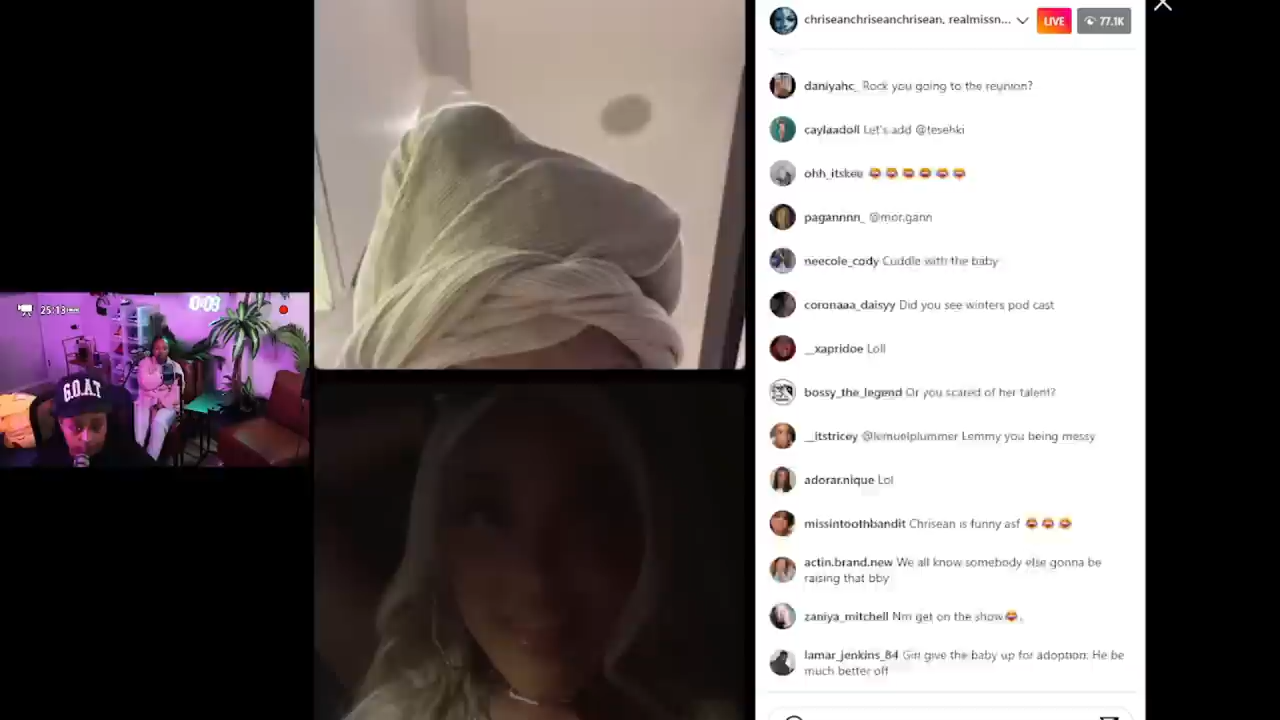 chriseanchriseanchrisean, realmissn...
LIVE
77.1K
daniyahc_ Rock you going to the reunion?
caylaadoll Let's add @tesehki
ohh_itskeu 😂😂😂😂😂😂
pagannnn_ @mor.gann
neecole_cody Cuddle with the baby
coronaaa_daisyy Did you see winters pod cast
__xapridoe Loll
bossy_the_legend Or you scared of her talent?
__itstricey @lemuelplummer Lemmy you being messy
adorar.nique Lol
missintoothbandit Chrisean is funny asf 😂😂😂
actin.brand.new We all know somebody else gonna be
raising that bby
zaniya_mitchell Nm get on the show😂.
lamar_jenkins_84 Girl give the baby up for adoption. He be
much better off
25:13
0:03
G.O.A.T